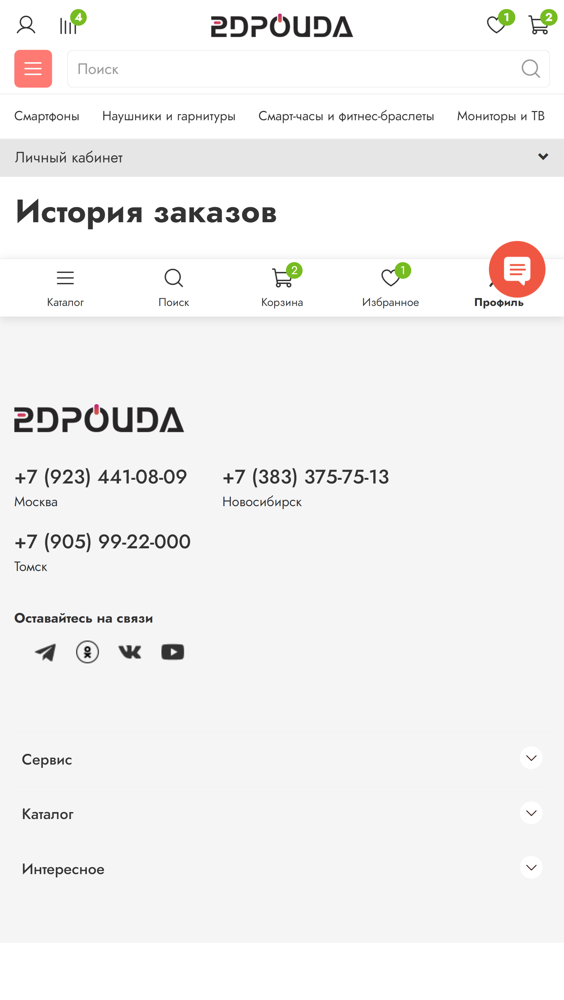 4
2DPOUDA
1
2
Поиск
Смартфоны Наушники и гарнитуры Смарт-часы и фитнес-браслеты Мониторы и ТВ
Личный кабинет
История заказов
2
1
Каталог Поиск Корзина Избранное Профиль
2DPOUDA
+7 (923) 441-08-09 +7 (383) 375-75-13
Москва Новосибирск
+7 (905) 99-22-000
Томск
Оставайтесь на связи
Сервис
Каталог
Интересное